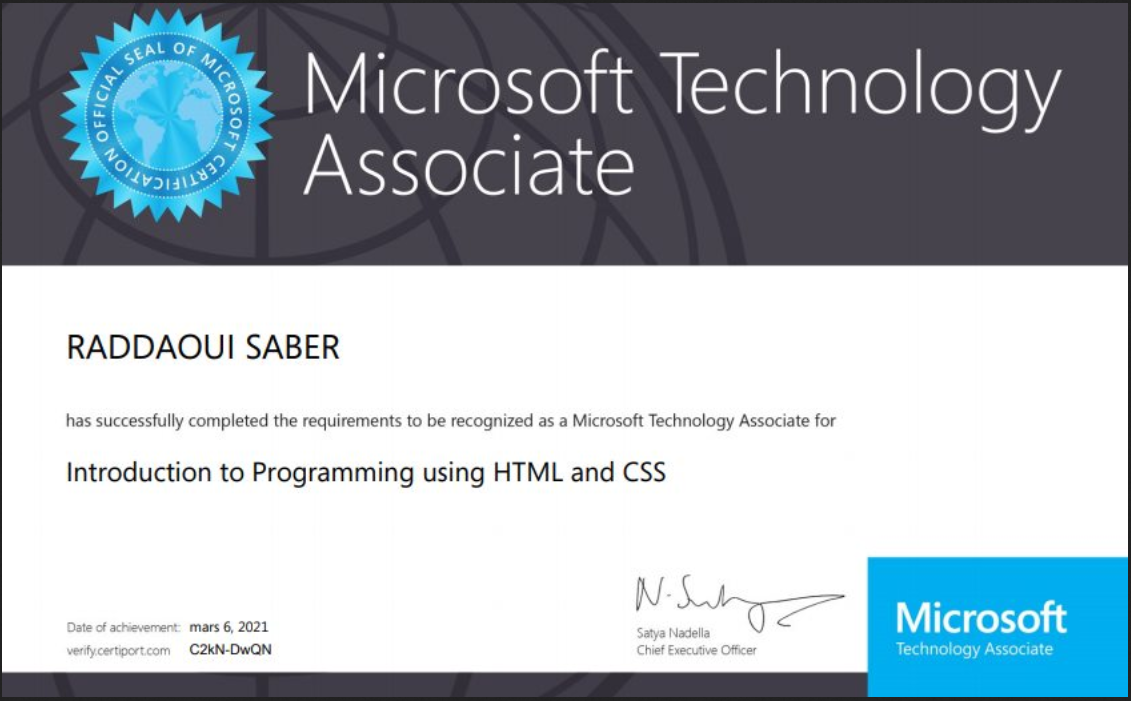 OFFICIAL SEAL OF MICROSOFT CERTIFICATION
Microsoft Technology
Associate
RADDAOUI SABER
has successfully completed the requirements to be recognized as a Microsoft Technology Associate for
Introduction to Programming using HTML and CSS
Date of achievement: mars 6, 2021
verify.certiport.com C2kN-DwQN
Satya Nadella
Chief Executive Officer
Microsoft
Technology Associate